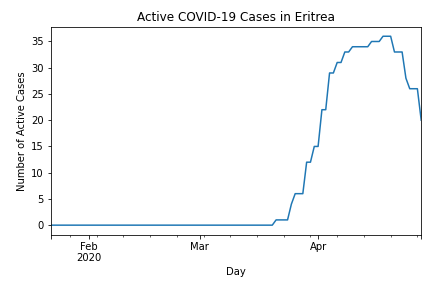 Active COVID-19 Cases in Eritrea
Number of Active Cases
35
30
25
20
15
10
5
0
Feb
2020
Mar
Apr
Day